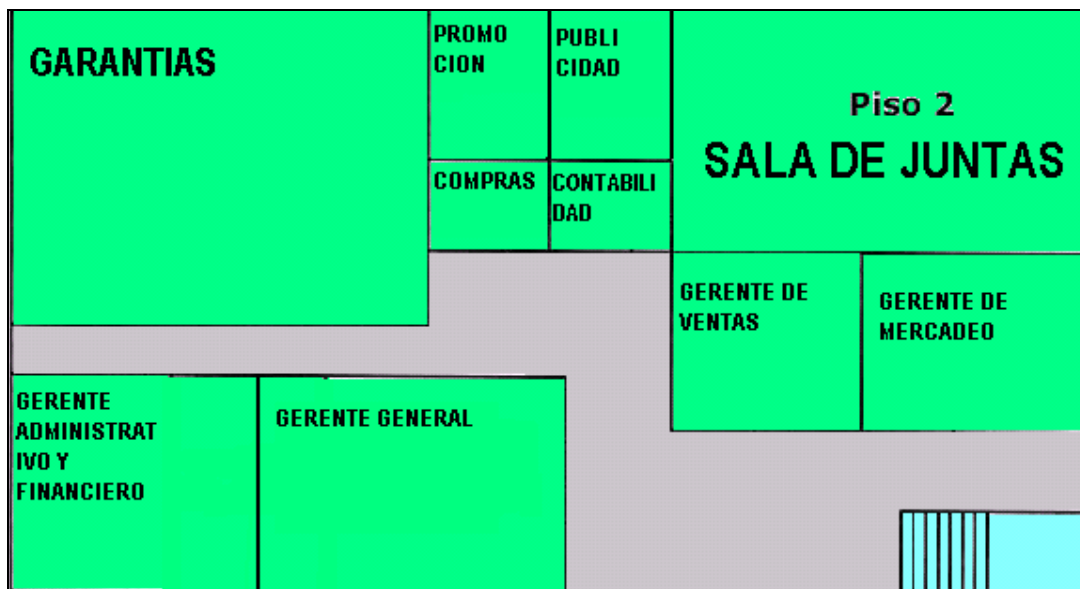 GARANTIAS
PROMO
CION
PUBLI
CIDAD
Piso 2
SALA DE JUNTAS
COMPRAS
CONTABILI
DAD
GERENTE DE
VENTAS
GERENTE DE
MERCADEO
GERENTE
ADMINISTRAT
IVO Y
FINANCIERO
GERENTE GENERAL